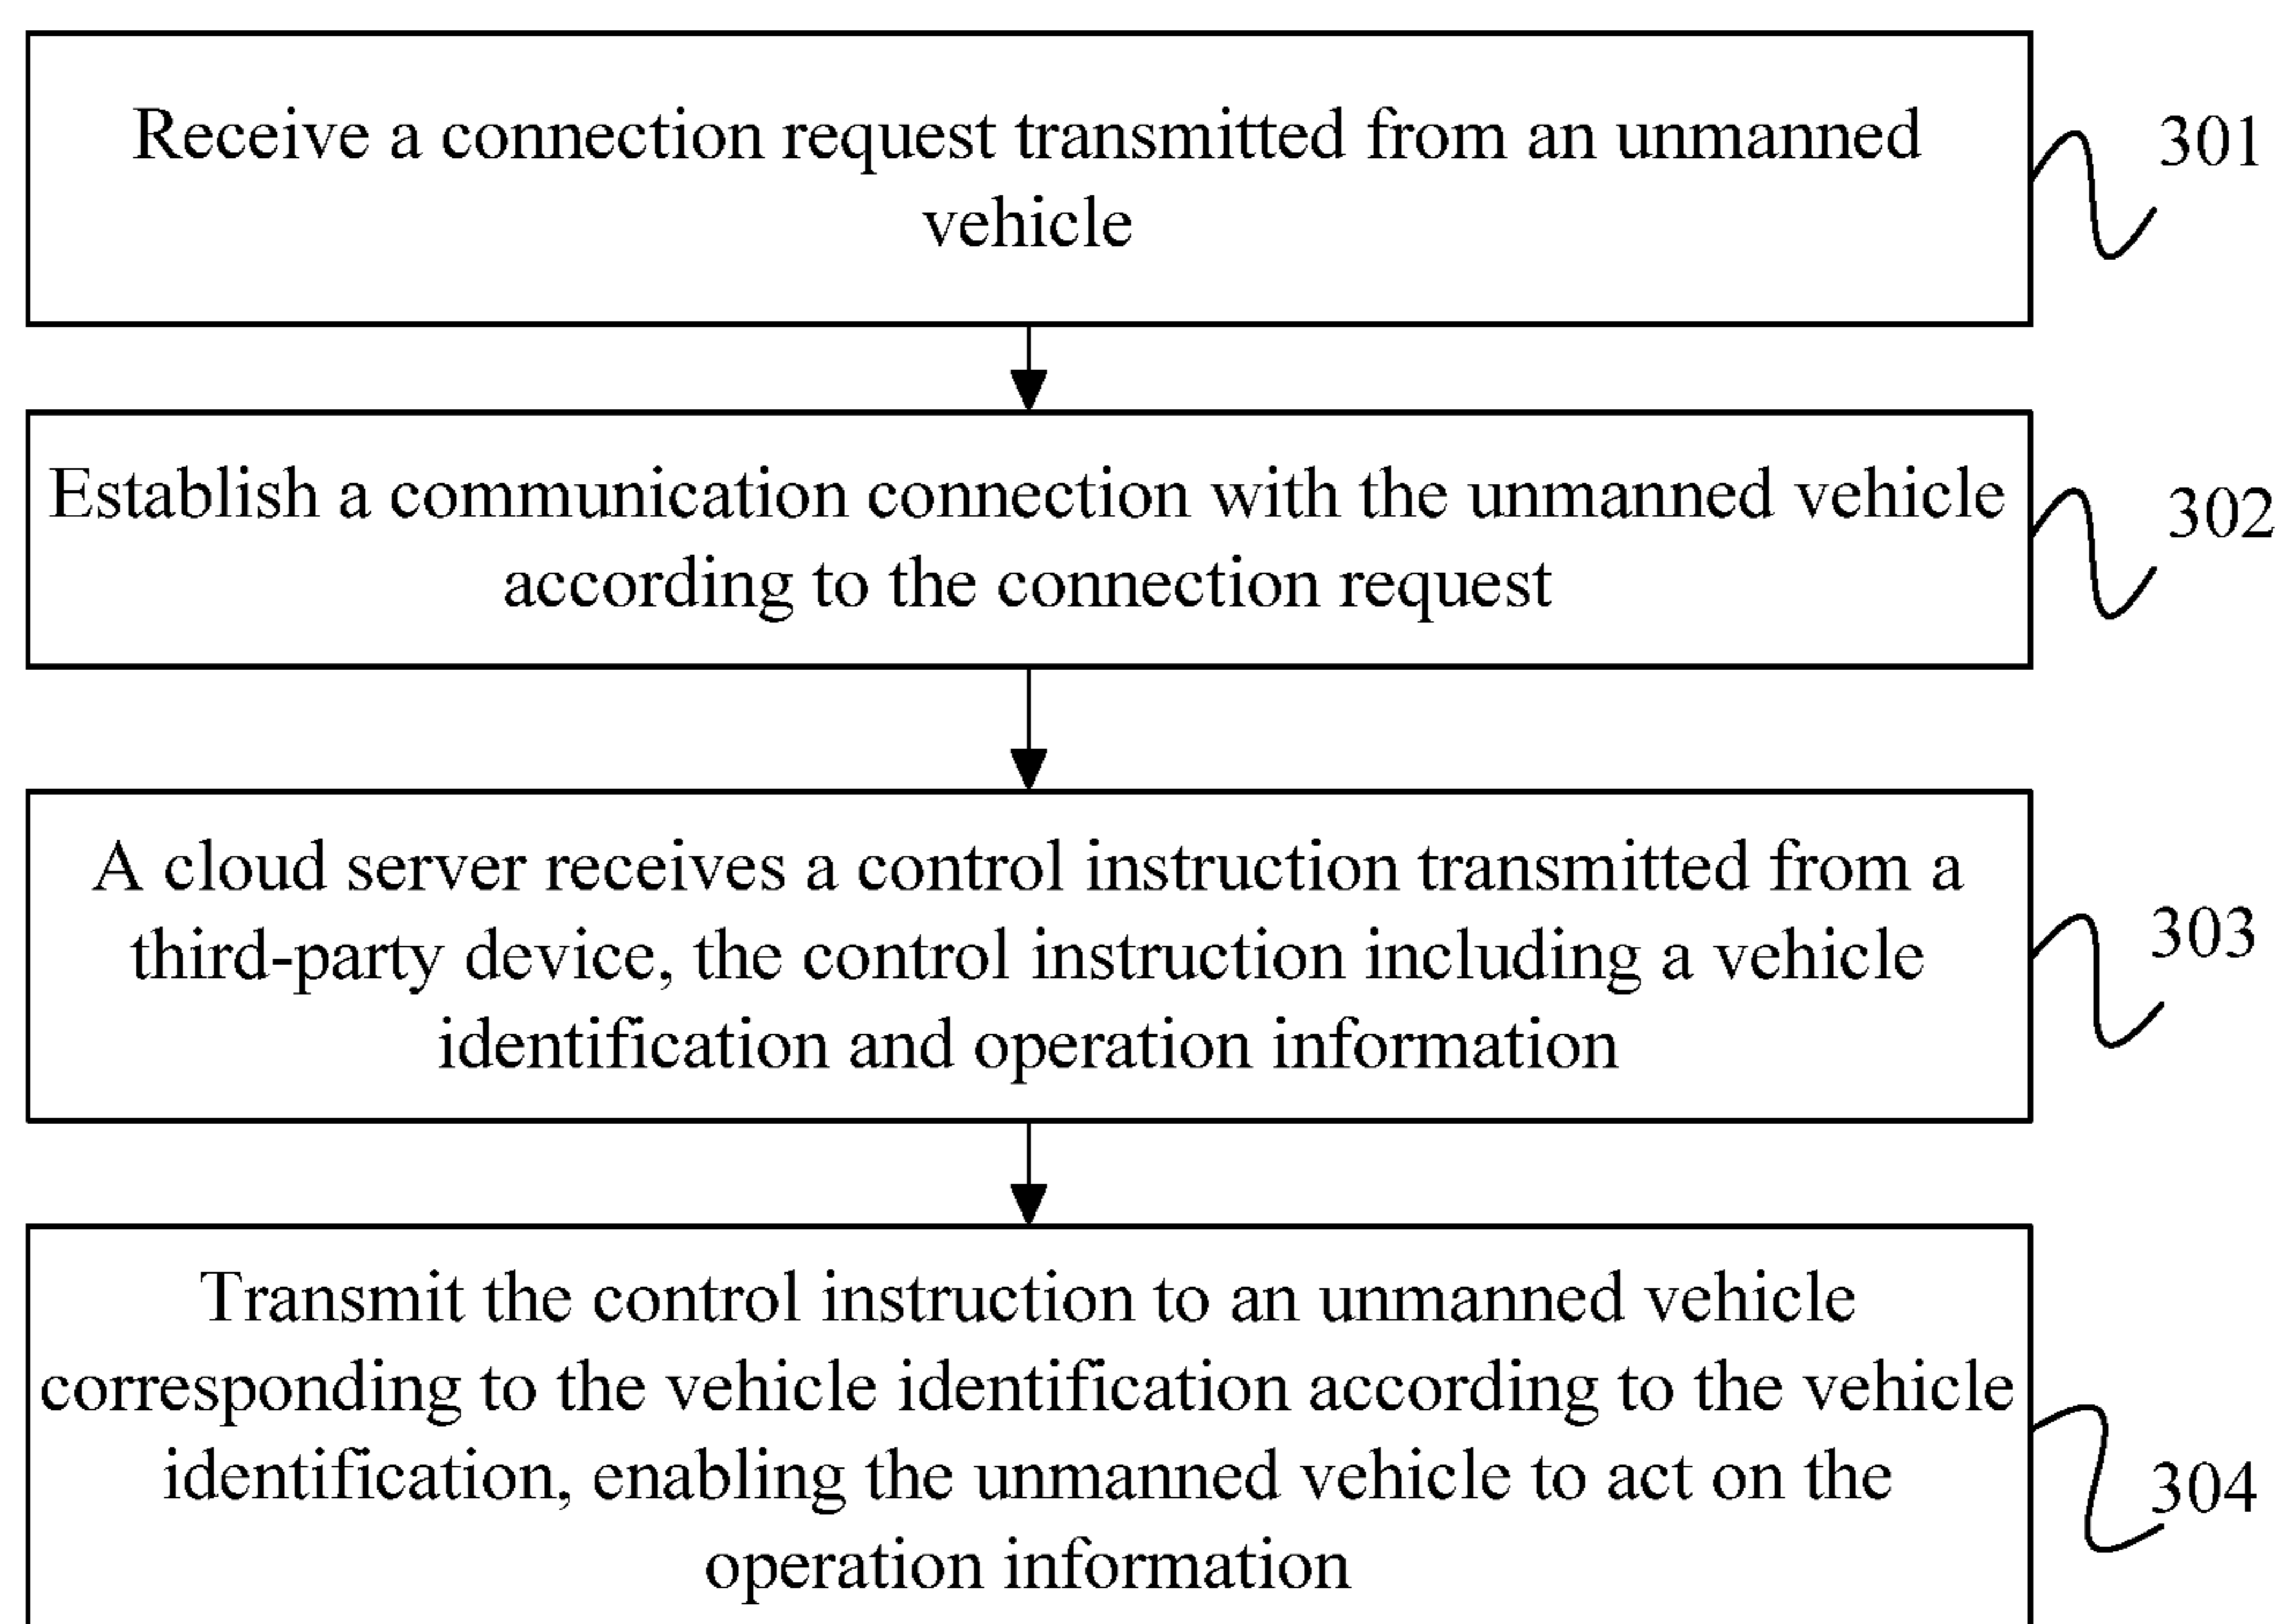 Receive a connection request transmitted from an unmanned
vehicle
301
Establish a communication connection with the unmanned vehicle
according to the connection request
302
A cloud server receives a control instruction transmitted from a
third-party device, the control instruction including a vehicle
identification and operation information
303
Transmit the control instruction to an unmanned vehicle
corresponding to the vehicle identification according to the vehicle
identification, enabling the unmanned vehicle to act on the
operation information
304